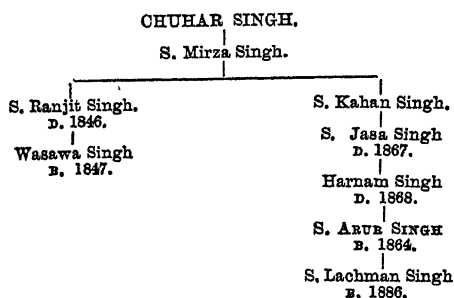 CHUHAR SINGH.
S. Mirza Singh.
S. Ranjit Singh.
D. 1846.
Wasawa Singh
B. 1847.
S. Kahan Singh.
S. Jasa Singh
D. 1867.
Harnam Singh
D. 1868.
S. ARUR SINGH
B. 1864.
S. Lachman Singh
B. 1886.